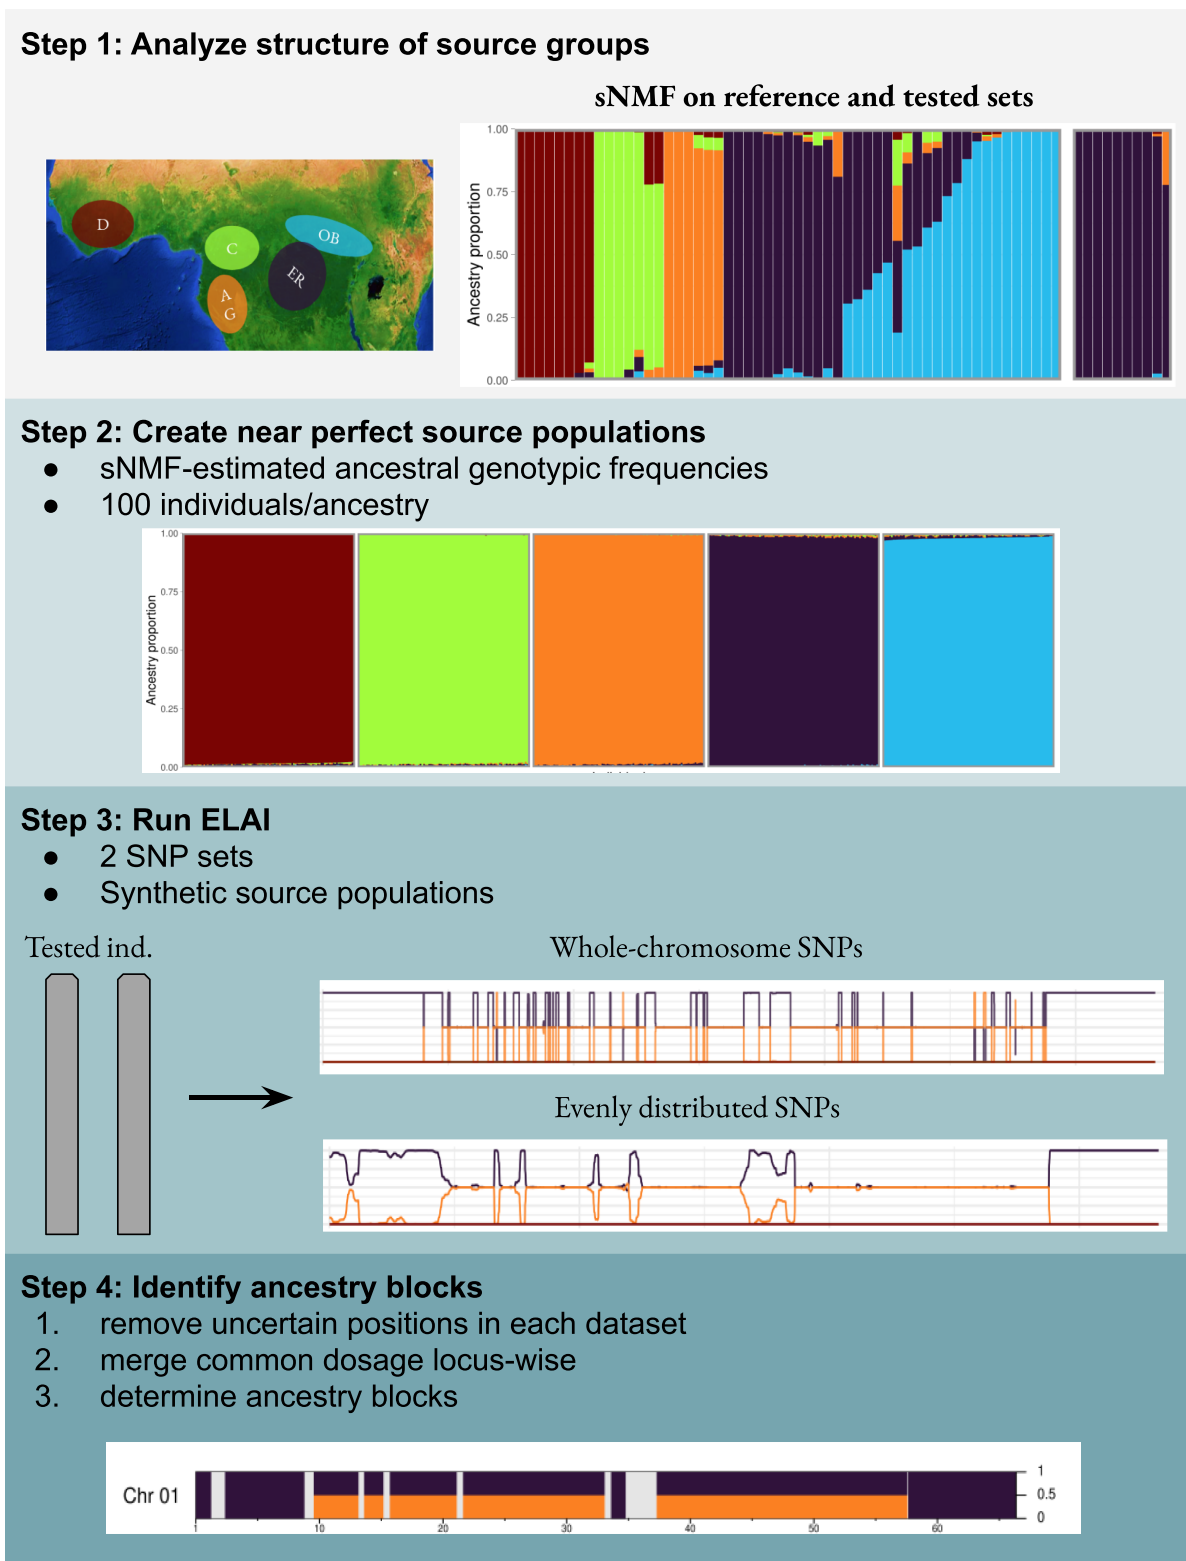 Step 1: Analyze structure of source groups
sNMF on reference and tested sets
D
C
OB
ER
A
G
Ancestry proportion
1.00
0.75
0.50
0.25
0.00
Step 2: Create near perfect source populations
● sNMF-estimated ancestral genotypic frequencies
● 100 individuals/ancestry
Ancestry proportion
1.00
0.75
0.50
0.25
0.00
Step 3: Run ELAI
● 2 SNP sets
● Synthetic source populations
Tested ind.
Whole-chromosome SNPs
Evenly distributed SNPs
Step 4: Identify ancestry blocks
1. remove uncertain positions in each dataset
2. merge common dosage locus-wise
3. determine ancestry blocks
Chr 01
1
0.5
0
1 10 20 30 40 50 60